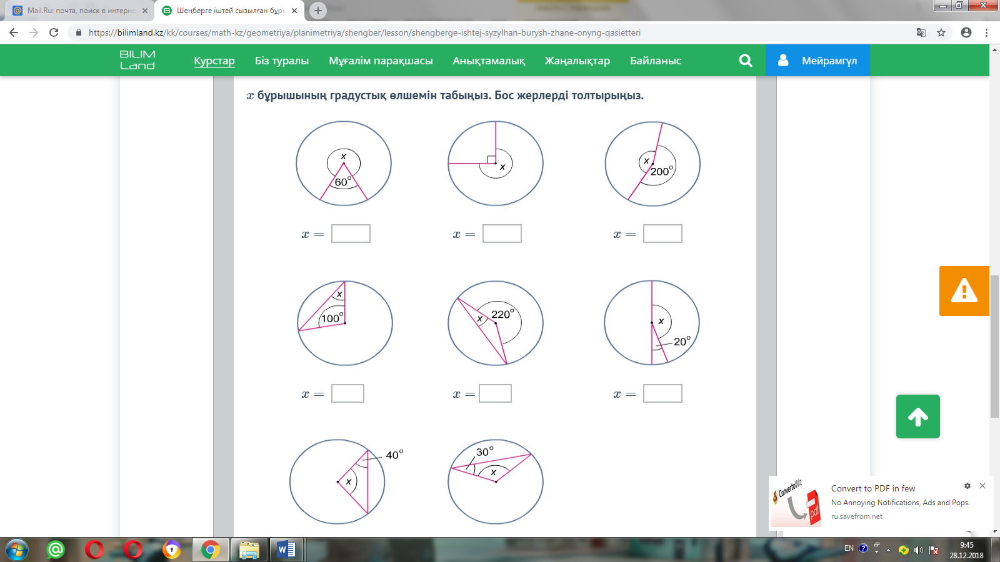 Mail.Ru: почта, поиск в интерне
Шеңберге іштей сызылған бұры
https://bilimland.kz/kk/courses/math-kz/geometriya/planimetriya/shengber/lesson/shengberge-ishtej-syzylhan-burysh-zhane-onyng-qasietteri
BILIM
Land
Курстар Біз туралы Мұғалім парақшасы Анықтамалық Жаңалықтар Байланыс Мейрамгүл
x бұрышының градустық өлшемін табыңыз. Бос жерлерді толтырыңыз.
x
60°
x
x
200°
x =
x =
x =
x
100°
x
220°
x
20°
x =
x =
x =
40°
x
30°
x
ConvertoWiz
pdf
Convert to PDF in few
No Annoying Notifications, Ads and Pops.
ru.savefrom.net
EN
9:45
28.12.2018